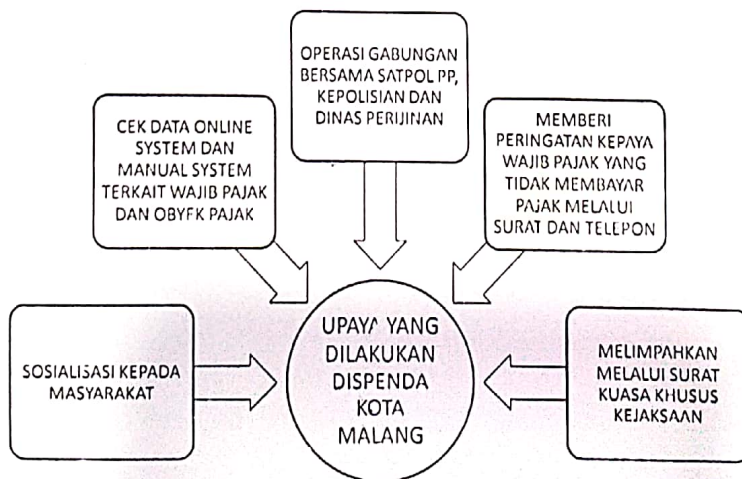 OPERASI GABUNGAN
BERSAMA SATPOL PP,
KEPOLISIAN DAN
DINAS PERIJINAN
CEK DATA ONLINE
SYSTEM DAN
MANUAL SYSTEM
TERKAIT WAJIB PAJAK
DAN OBYEK PAJAK
MEMBERI
PERINGATAN KEPAYA
WAJIB PAJAK YANG
TIDAK MEMBAYAR
PAJAK MELALUI
SURAT DAN TELEPON
SOSIALISASI KEPADA
MASYARAKAT
UPAYA YANG
DILAKUKAN
DISPENDA
KOTA
MALANG
MELIMPAHKAN
MELALUI SURAT
KUASA KHUSUS
KEJAKSAAN